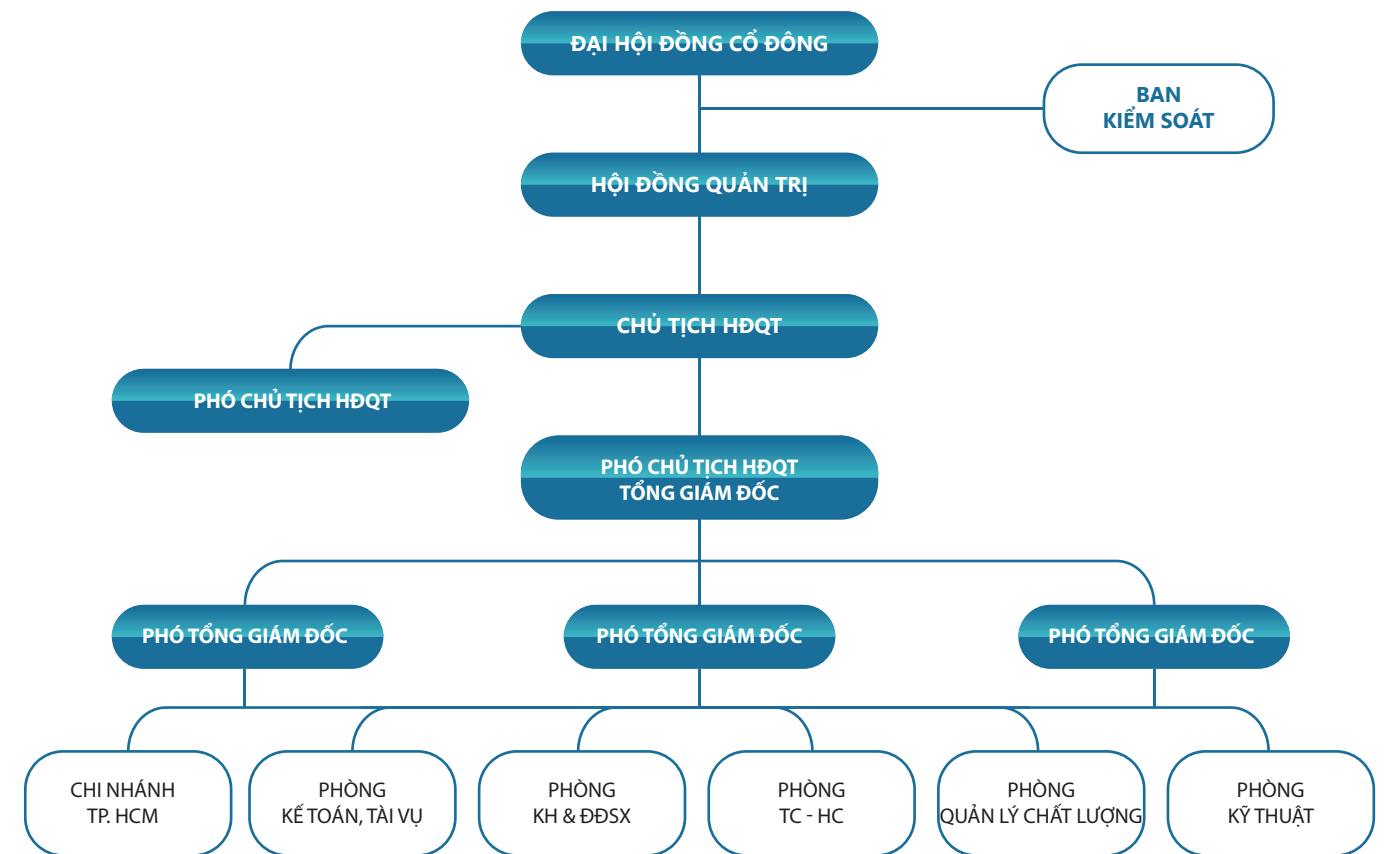 ĐẠI HỘI ĐỒNG CỔ ĐÔNG
BAN
KIỂM SOÁT
HỘI ĐỒNG QUẢN TRỊ
CHỦ TỊCH HĐQT
PHÓ CHỦ TỊCH HĐQT
PHÓ CHỦ TỊCH HĐQT
TỔNG GIÁM ĐỐC
PHÓ TỔNG GIÁM ĐỐC
PHÓ TỔNG GIÁM ĐỐC
PHÓ TỔNG GIÁM ĐỐC
CHI NHÁNH
TP. HCM
PHÒNG
KẾ TOÁN, TÀI VỤ
PHÒNG
KH & ĐĐSX
PHÒNG
TC - HC
PHÒNG
QUẢN LÝ CHẤT LƯỢNG
PHÒNG
KỸ THUẬT